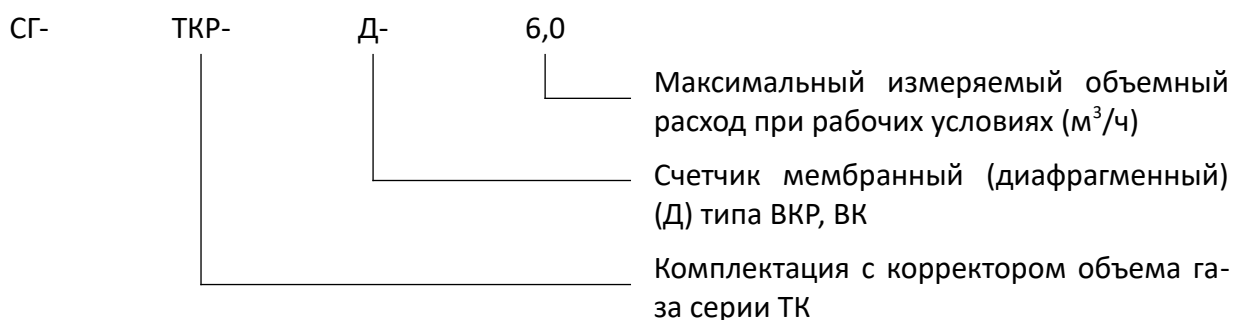 СГ- ТКР- Д- 6,0
Максимальный измеряемый объемный
расход при рабочих условиях (м³/ч)
Счетчик мембранный (диафрагменный)
(Д) типа ВКР, ВК
Комплектация с корректором объема га-
за серии ТК